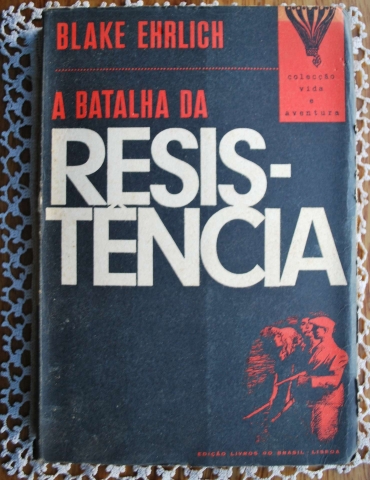 BLAKE EHRLICH
colecção
vida e
aventura
A BATALHA DA
RESIS-
TÊNCIA
EDIÇÃO LIVROS DO BRASIL, LISBOA